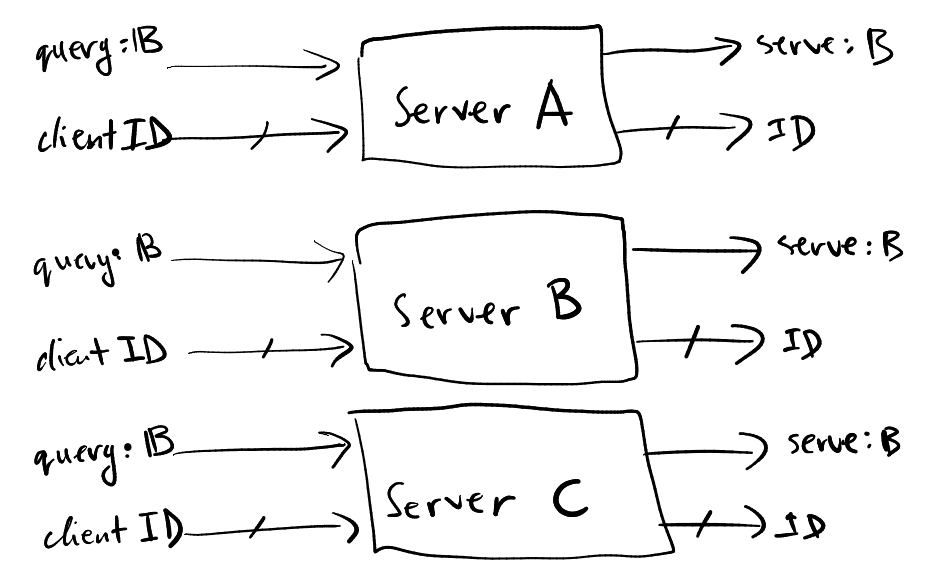 query: 𝔹
Server A
serve: B
client ID
ID
query: 𝔹
Server B
serve: B
client ID
ID
query: 𝔹
Server C
serve: B
client ID
ID